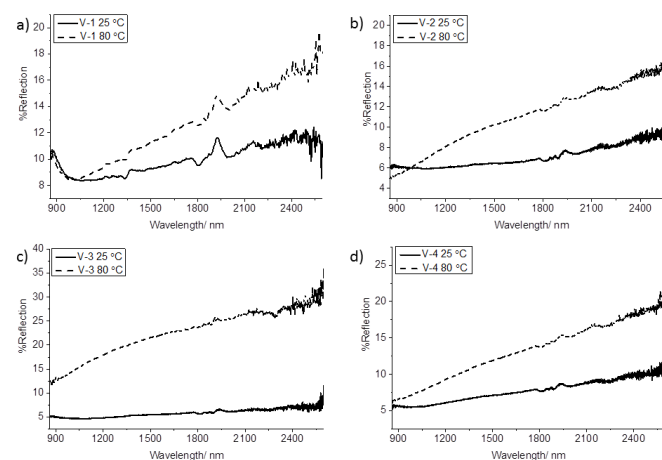 a)
V-1 25 °C
V-1 80 °C
%Reflection
20
18
16
14
12
10
8
900 1200 1500 1800 2100 2400
Wavelength/ nm
b)
V-2 25 °C
V-2 80 °C
%Reflection
20
18
16
14
12
10
8
6
4
900 1200 1500 1800 2100 2400
Wavelength/ nm
c)
V-3 25 °C
V-3 80 °C
%Reflection
40
35
30
25
20
15
10
5
900 1200 1500 1800 2100 2400
Wavelength/ nm
d)
V-4 25 °C
V-4 80 °C
%Reflection
25
20
15
10
5
900 1200 1500 1800 2100 2400
Wavelength/ nm